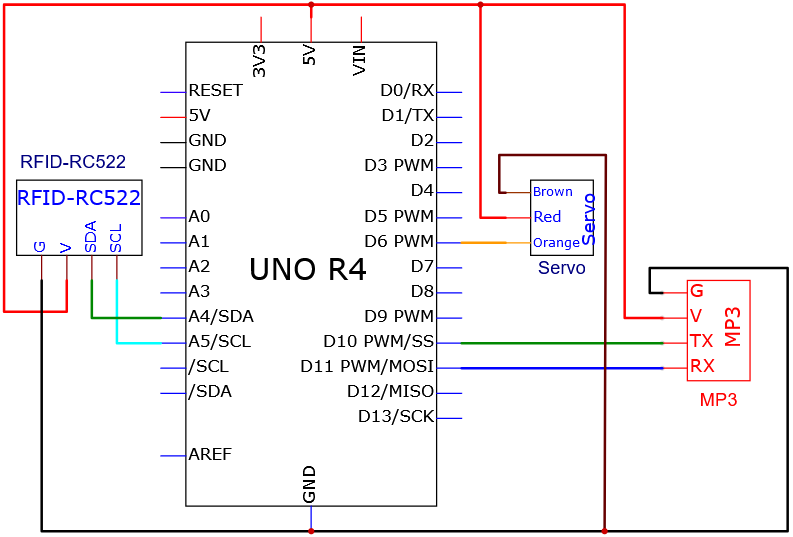 3V3
5V
VIN
RESET
5V
GND
GND
A0
A1
A2
A3
A4/SDA
A5/SCL
/SCL
/SDA
AREF
UNO R4
D0/RX
D1/TX
D2
D3 PWM
D4
D5 PWM
D6 PWM
D7
D8
D9 PWM
D10 PWM/SS
D11 PWM/MOSI
D12/MISO
D13/SCK
GND
RFID-RC522
RFID-RC522
G
V
SDA
SCL
Brown
Red
Orange
Servo
Servo
G
V
TX
RX
MP3
MP3